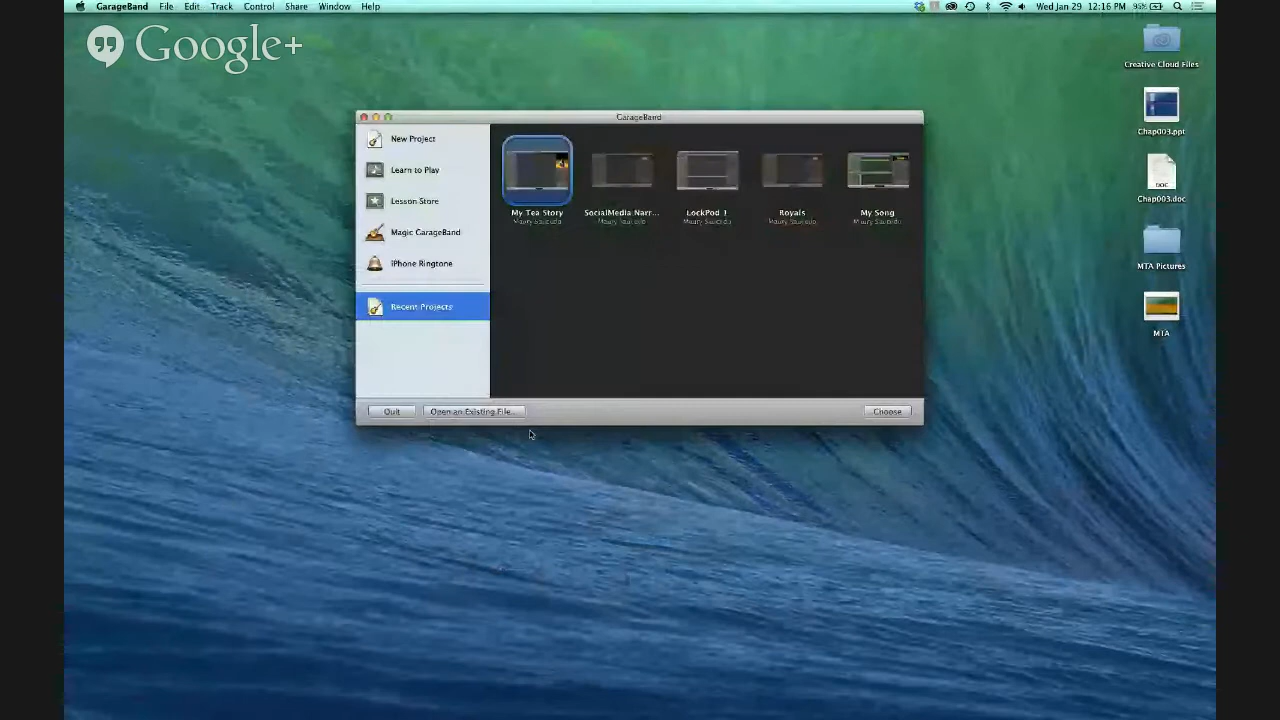 GarageBand File Edit Track Control Share Window Help
Wed Jan 29 12:16 PM 95%
Google+
Creative Cloud Files
GarageBand
New Project
Learn to Play
Lesson Store
Magic GarageBand
iPhone Ringtone
Recent Projects
My Tea Story SocialMedia Narr... LockPod 1 Royals My Song
Quit Open an Existing File... Choose
Chap003.ppt
DOC
Chap003.doc
MTA Pictures
MTA